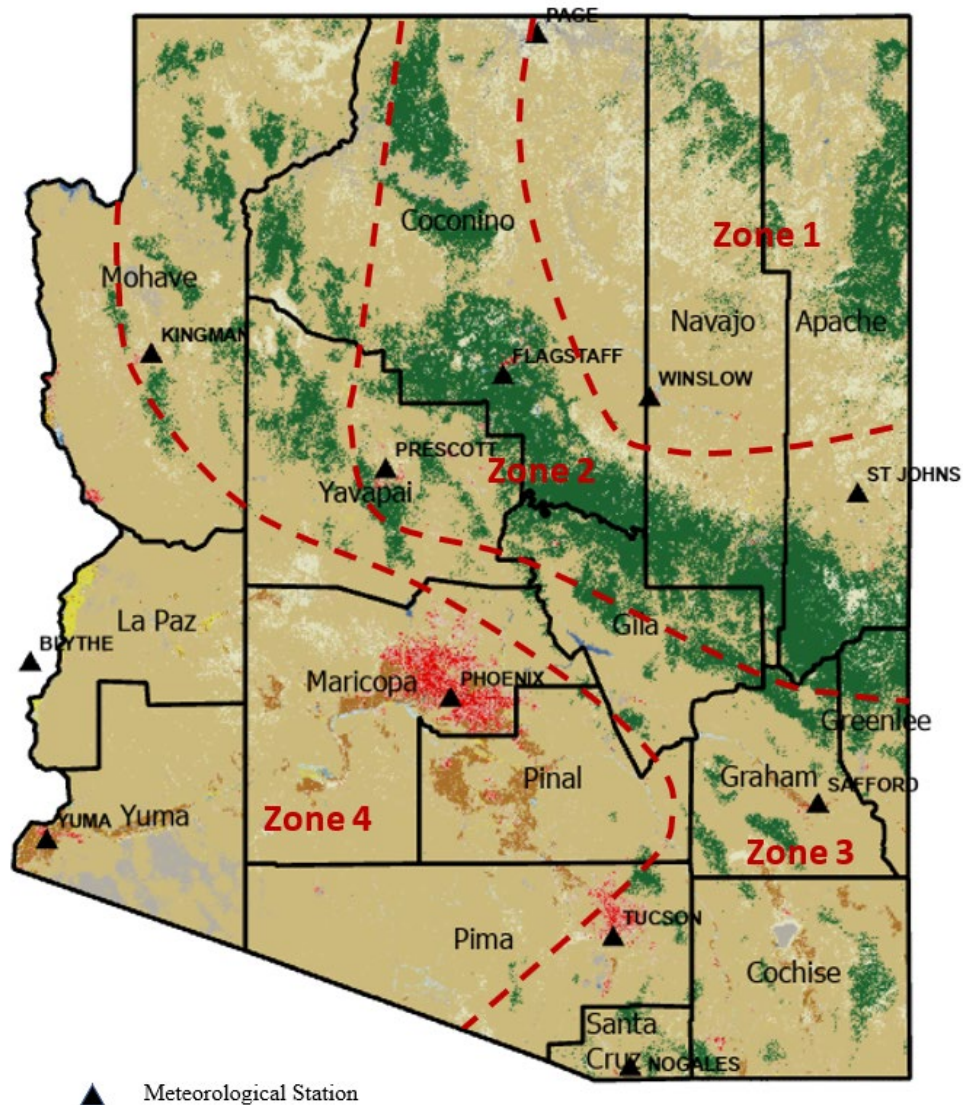 PAGE
Coconino
Zone 1
Mohave
KINGMAN
Navajo
Apache
FLAGSTAFF
WINSLOW
PRESCOTT
Zone 2
ST JOHNS
Yavapai
La Paz
Gila
BLYTHE
Maricopa
PHOENIX
Greenlee
Pinal
Graham
SAFFORD
YUMA
Yuma
Zone 4
Zone 3
TUCSON
Pima
Cochise
Santa
Cruz
NOGALES
Meteorological Station